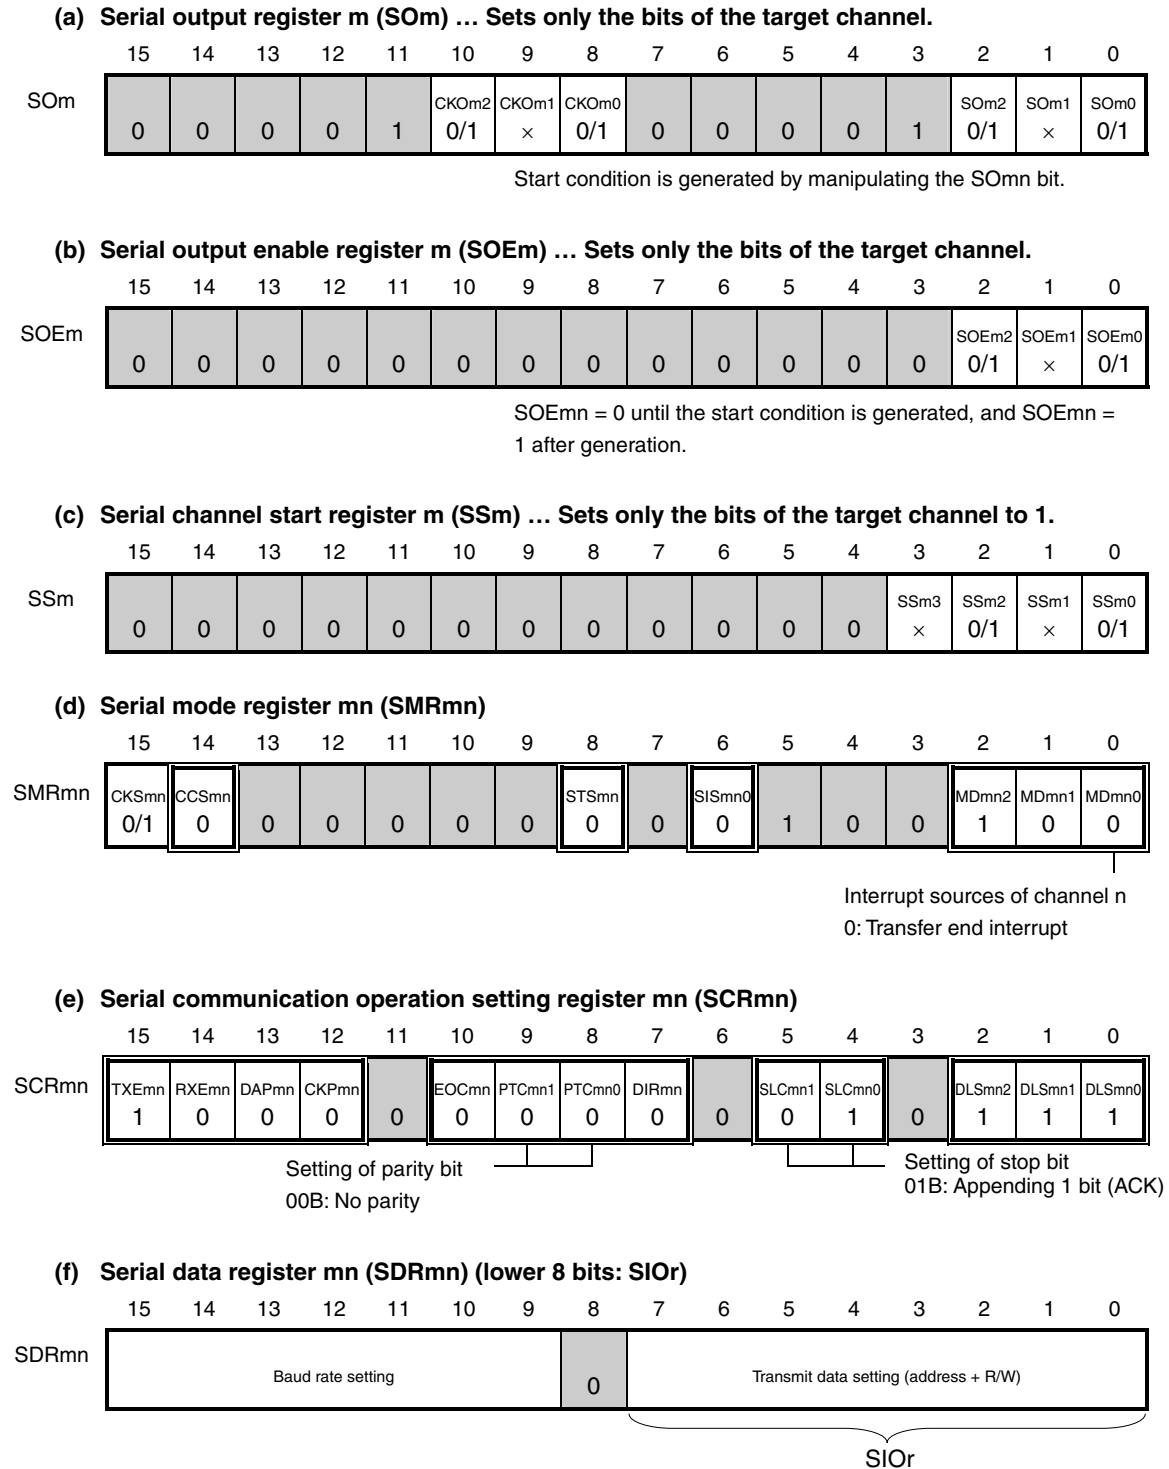 (a) Serial output register m (SOm) … Sets only the bits of the target channel.
15 14 13 12 11 10 9 8 7 6 5 4 3 2 1 0
SOm
CKOm2 CKOm1 CKOm0 SOm2 SOm1 SOm0
0 0 0 0 1 0/1 × 0/1 0 0 0 0 1 0/1 × 0/1
Start condition is generated by manipulating the SOmn bit.
(b) Serial output enable register m (SOEm) … Sets only the bits of the target channel.
15 14 13 12 11 10 9 8 7 6 5 4 3 2 1 0
SOEm
SOEm2 SOEm1 SOEm0
0 0 0 0 0 0 0 0 0 0 0 0 0 0/1 × 0/1
SOEmn = 0 until the start condition is generated, and SOEmn =
1 after generation.
(c) Serial channel start register m (SSm) … Sets only the bits of the target channel to 1.
15 14 13 12 11 10 9 8 7 6 5 4 3 2 1 0
SSm
SSm3 SSm2 SSm1 SSm0
0 0 0 0 0 0 0 0 0 0 0 0 × 0/1 × 0/1
(d) Serial mode register mn (SMRmn)
15 14 13 12 11 10 9 8 7 6 5 4 3 2 1 0
SMRmn
CKSmn CCSmn STSmn SISmn0 MDmn2 MDmn1 MDmn0
0/1 0 0 0 0 0 0 0 0 0 1 0 0 1 0 0
Interrupt sources of channel n
0: Transfer end interrupt
(e) Serial communication operation setting register mn (SCRmn)
15 14 13 12 11 10 9 8 7 6 5 4 3 2 1 0
SCRmn
TXEmn RXEmn DAPmn CKPmn EOCmn PTCmn1 PTCmn0 DIRmn SLCmn1 SLCmn0 DLSmn2 DLSmn1 DLSmn0
1 0 0 0 0 0 0 0 0 0 0 1 0 1 1 1
Setting of parity bit
00B: No parity
Setting of stop bit
01B: Appending 1 bit (ACK)
(f) Serial data register mn (SDRmn) (lower 8 bits: SIOr)
15 14 13 12 11 10 9 8 7 6 5 4 3 2 1 0
SDRmn
Baud rate setting 0 Transmit data setting (address + R/W)
SIOr